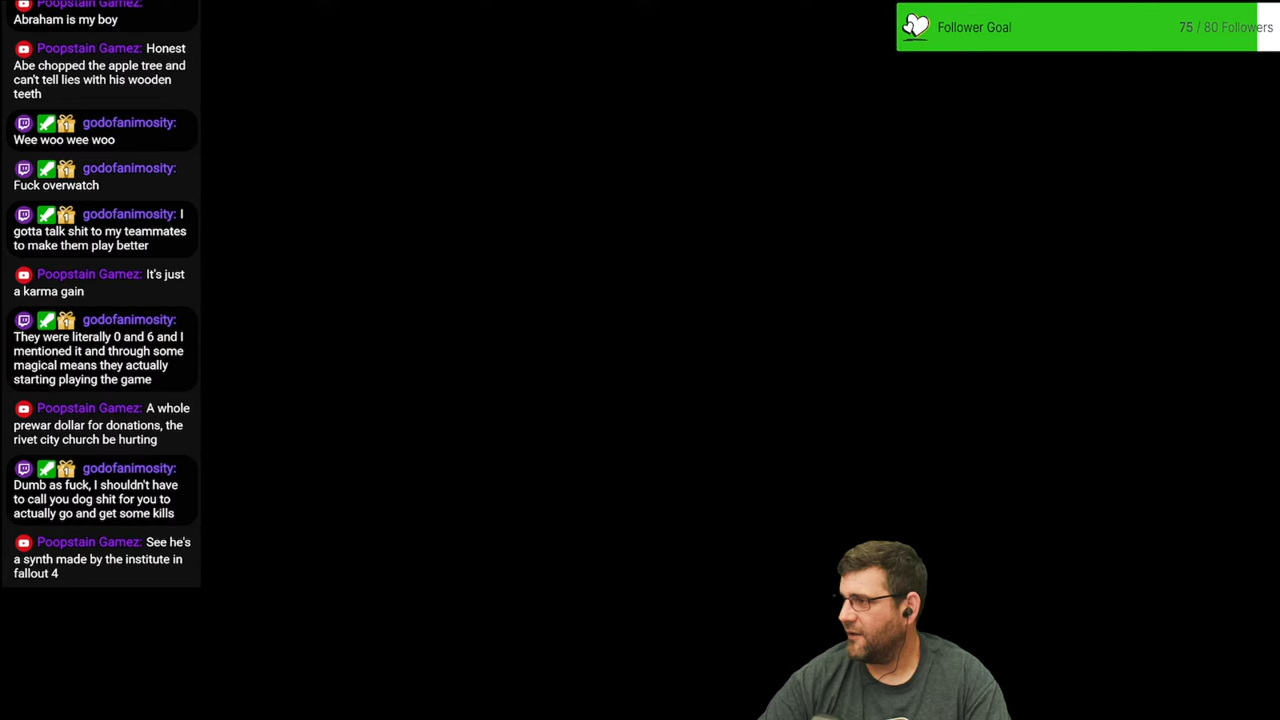 Poopstain Gamez:
Abraham is my boy
Poopstain Gamez: Honest
Abe chopped the apple tree and
can't tell lies with his wooden
teeth
godofanimosity:
Wee woo wee woo
godofanimosity:
Fuck overwatch
godofanimosity: I
gotta talk shit to my teammates
to make them play better
Poopstain Gamez: It's just
a karma gain
godofanimosity:
They were literally 0 and 6 and I
mentioned it and through some
magical means they actually
starting playing the game
Poopstain Gamez: A whole
prewar dollar for donations, the
rivet city church be hurting
godofanimosity:
Dumb as fuck, I shouldn't have
to call you dog shit for you to
actually go and get some kills
Poopstain Gamez: See he's
a synth made by the institute in
fallout 4
Follower Goal
75 / 80 Followers